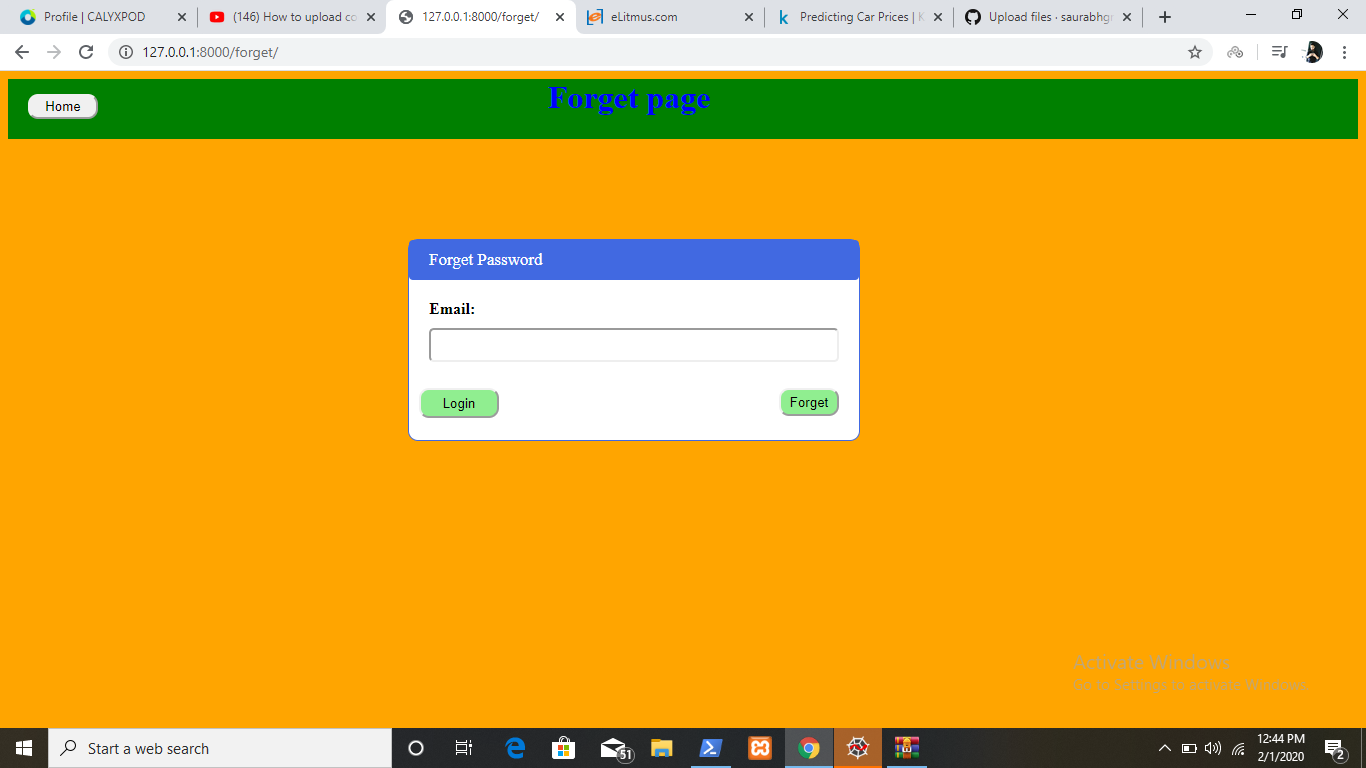 Profile | CALYXPOD
(146) How to upload co
127.0.0.1:8000/forget/
eLitmus.com
Predicting Car Prices | K
Upload files · saurabhgr
127.0.0.1:8000/forget/
Home
Forget page
Forget Password
Email:
Login
Forget
Activate Windows
Go to Settings to activate Windows.
Start a web search
51
12:44 PM
2/1/2020
2